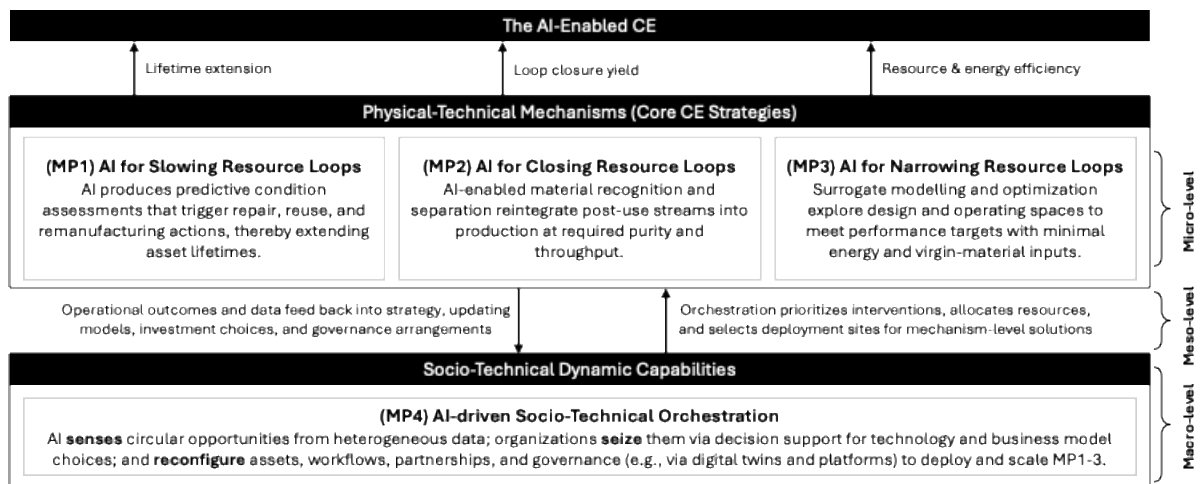 The AI-Enabled CE
Lifetime extension
Loop closure yield
Resource & energy efficiency
Physical-Technical Mechanisms (Core CE Strategies)
(MP1) AI for Slowing Resource Loops
AI produces predictive condition
assessments that trigger repair, reuse, and
remanufacturing actions, thereby extending
asset lifetimes.
(MP2) AI for Closing Resource Loops
AI-enabled material recognition and
separation reintegrate post-use streams into
production at required purity and
throughput.
(MP3) AI for Narrowing Resource Loops
Surrogate modelling and optimization
explore design and operating spaces to
meet performance targets with minimal
energy and virgin-material inputs.
Micro-level
Operational outcomes and data feed back into strategy, updating
models, investment choices, and governance arrangements
Orchestration prioritizes interventions, allocates resources,
and selects deployment sites for mechanism-level solutions
Meso-level
Socio-Technical Dynamic Capabilities
(MP4) AI-driven Socio-Technical Orchestration
AI senses circular opportunities from heterogeneous data; organizations seize them via decision support for technology and business model
choices; and reconfigure assets, workflows, partnerships, and governance (e.g., via digital twins and platforms) to deploy and scale MP1-3.
Macro-level